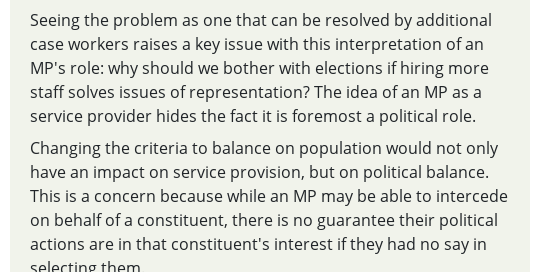 Seeing the problem as one that can be resolved by additional
case workers raises a key issue with this interpretation of an
MP's role: why should we bother with elections if hiring more
staff solves issues of representation? The idea of an MP as a
service provider hides the fact it is foremost a political role.
Changing the criteria to balance on population would not only
have an impact on service provision, but on political balance.
This is a concern because while an MP may be able to intercede
on behalf of a constituent, there is no guarantee their political
actions are in that constituent's interest if they had no say in
selecting them